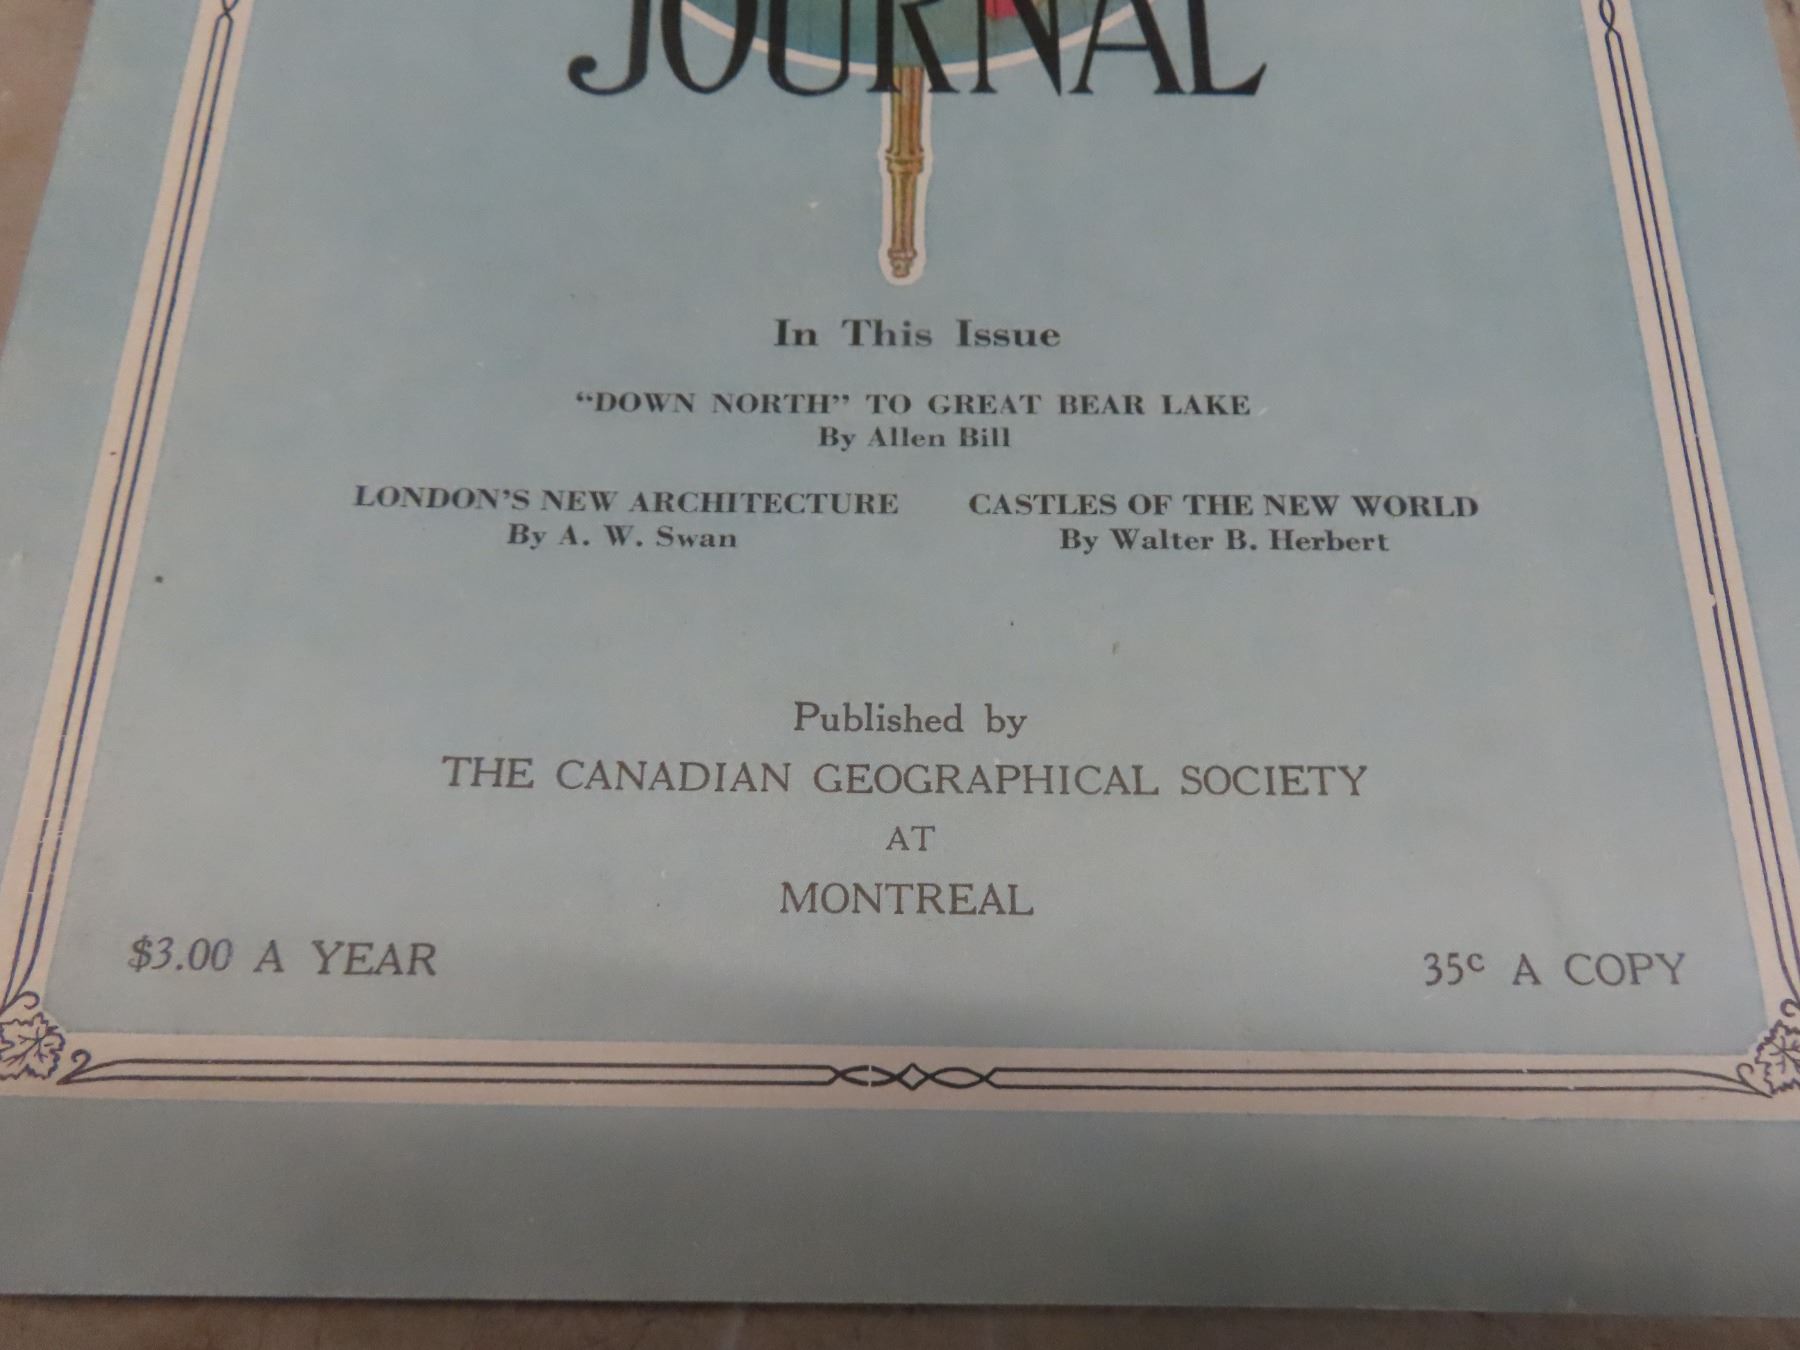 JOURNAL
In This Issue
“DOWN NORTH” TO GREAT BEAR LAKE
By Allen Bill
LONDON’S NEW ARCHITECTURE
By A. W. Swan
CASTLES OF THE NEW WORLD
By Walter B. Herbert
Published by
THE CANADIAN GEOGRAPHICAL SOCIETY
AT
MONTREAL
$3.00 A YEAR
35c A COPY